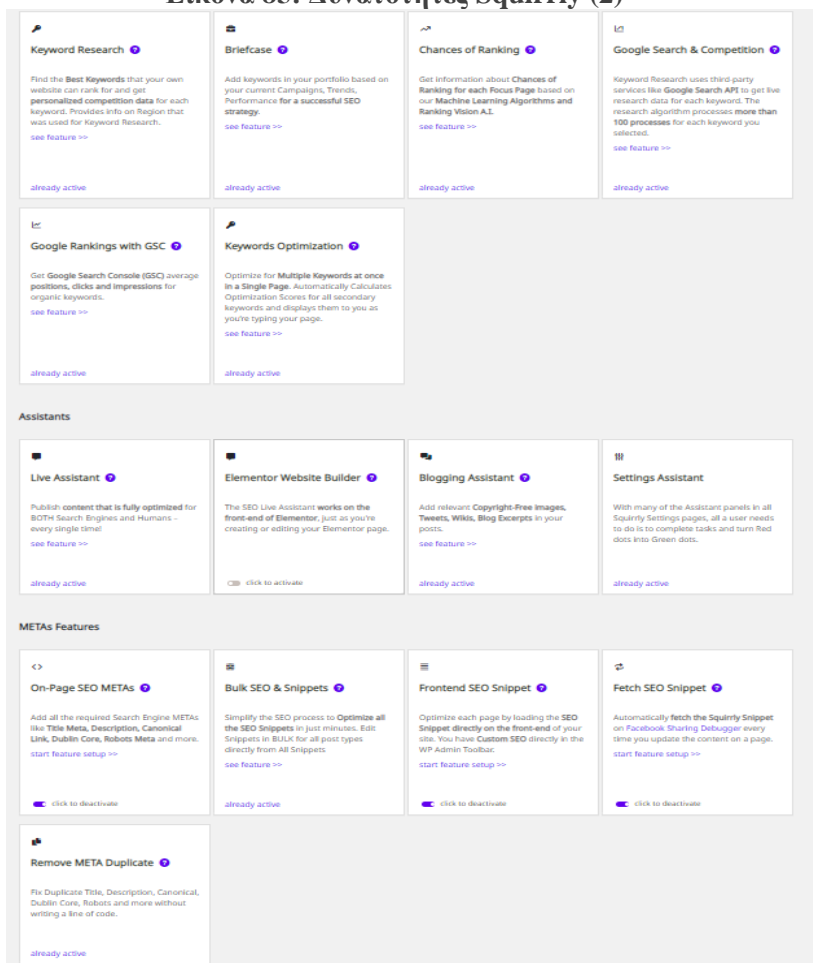 Εικόνα 85: Δυνατότητες Squirrly (2)
Keyword Research
Find the Best Keywords that your own
website can rank for and get
personalized competition data for each
keyword. Provides info on Region that
was used for Keyword Research.
see feature >>
already active
Briefcase
Add keywords in your portfolio based on
your current Campaigns, Trends,
Performance for a successful SEO
strategy.
see feature >>
already active
Chances of Ranking
Get information about Chances of
Ranking for each Focus Page based on
our Machine Learning Algorithms and
Ranking Vision A.I.
see feature >>
already active
Google Search & Competition
Keyword Research uses third-party
services like Google Search API to get live
research data for each keyword. The
research algorithm processes more than
100 processes for each keyword you
selected.
see feature >>
already active
Google Rankings with GSC
Get Google Search Console (GSC) average
positions, clicks and impressions for
organic keywords.
see feature >>
already active
Keywords Optimization
Optimize for Multiple Keywords at once
in a Single Page. Automatically Calculates
Optimization Scores for all secondary
keywords and displays them to you as
you're typing your page.
see feature >>
already active
Assistants
Live Assistant
Publish content that is fully optimized for
BOTH Search Engines and Humans –
every single time!
see feature >>
already active
Elementor Website Builder
The SEO Live Assistant works on the
front-end of Elementor, just as you're
creating or editing your Elementor page.
click to activate
Blogging Assistant
Add relevant Copyright-Free images,
Tweets, Wikis, Blog Excerpts in your
posts.
see feature >>
already active
Settings Assistant
With many of the Assistant panels in all
Squirrly Settings pages, all a user needs
to do is to complete tasks and turn Red
dots into Green dots.
already active
METAs Features
On-Page SEO METAs
Add all the required Search Engine METAs
like Title Meta, Description, Canonical
Link, Dublin Core, Robots Meta and more.
start feature setup >>
click to deactivate
Bulk SEO & Snippets
Simplify the SEO process to Optimize all
the SEO Snippets in just minutes. Edit
Snippets in BULK for all post types
directly from All Snippets
see feature >>
already active
Frontend SEO Snippet
Optimize each page by loading the SEO
Snippet directly on the front-end of your
site. You have Custom SEO directly in the
WP Admin Toolbar.
start feature setup >>
click to deactivate
Fetch SEO Snippet
Automatically fetch the Squirrly Snippet
on Facebook Sharing Debugger every
time you update the content on a page.
start feature setup >>
click to deactivate
Remove META Duplicate
Fix Duplicate Title, Description, Canonical,
Dublin Core, Robots and more without
writing a line of code.
already active